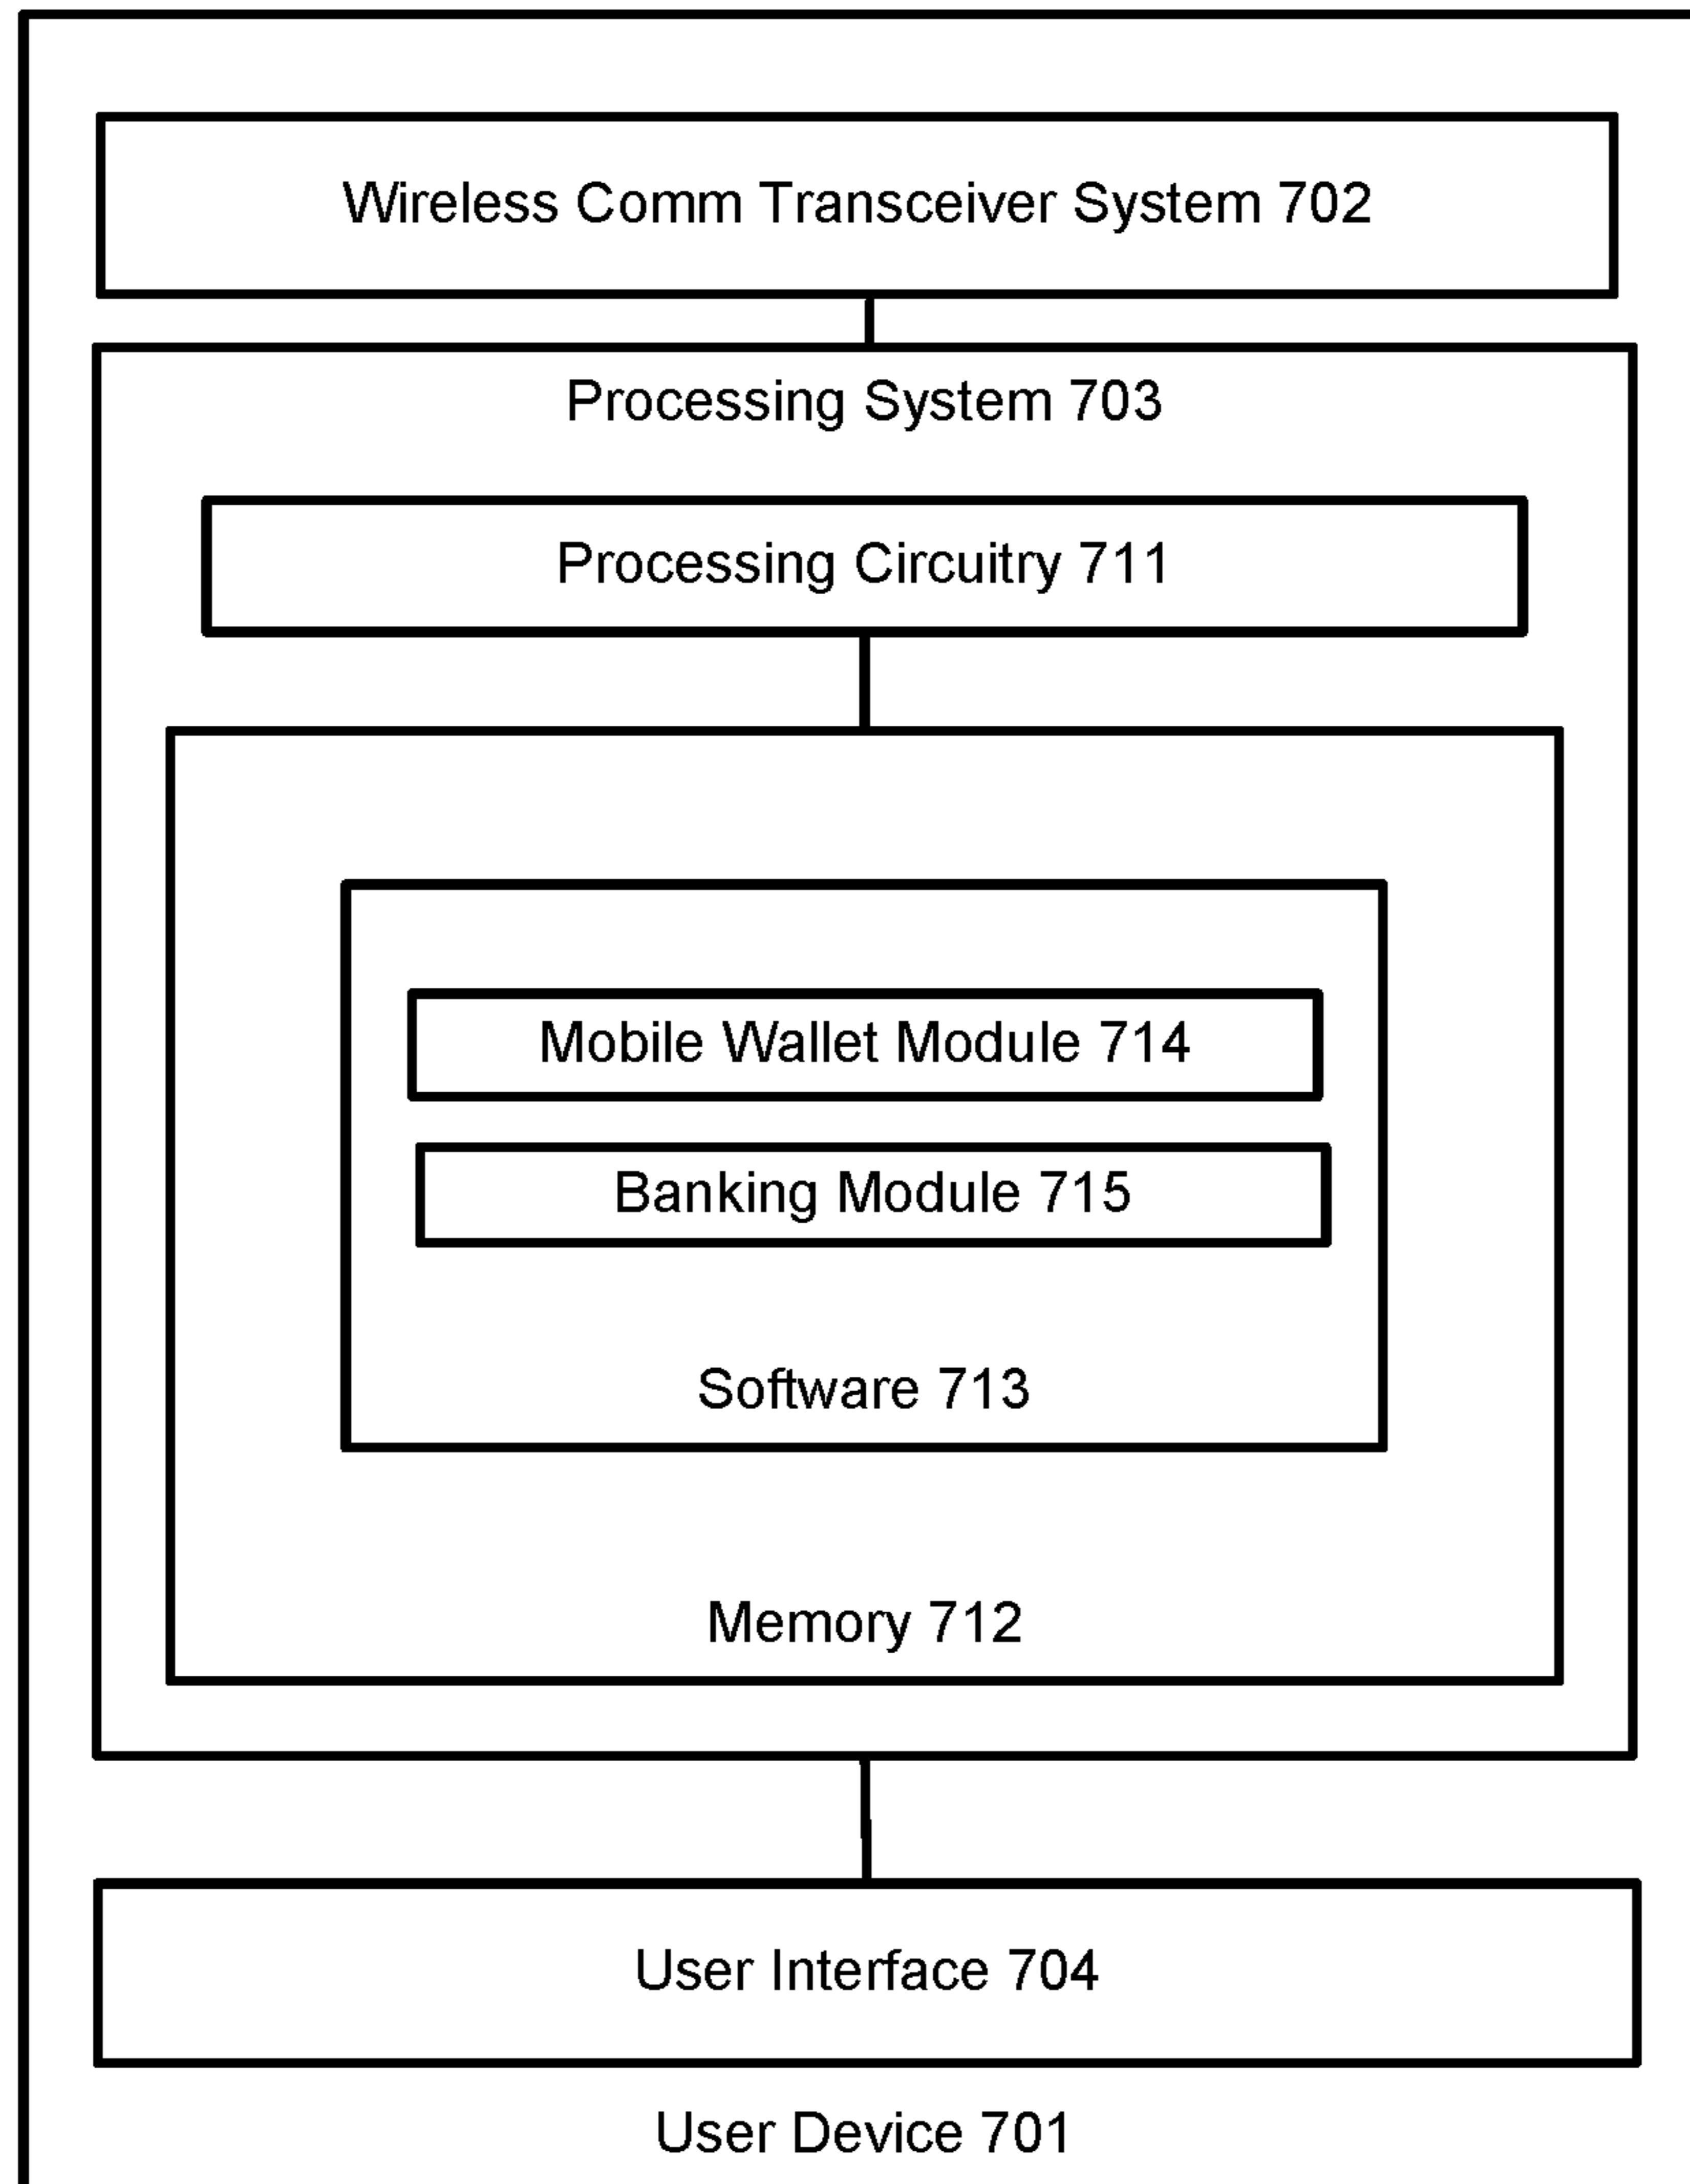 Wireless Comm Transceiver System 702
Processing System 703
Processing Circuitry 711
Mobile Wallet Module 714
Banking Module 715
Software 713
Memory 712
User Interface 704
User Device 701